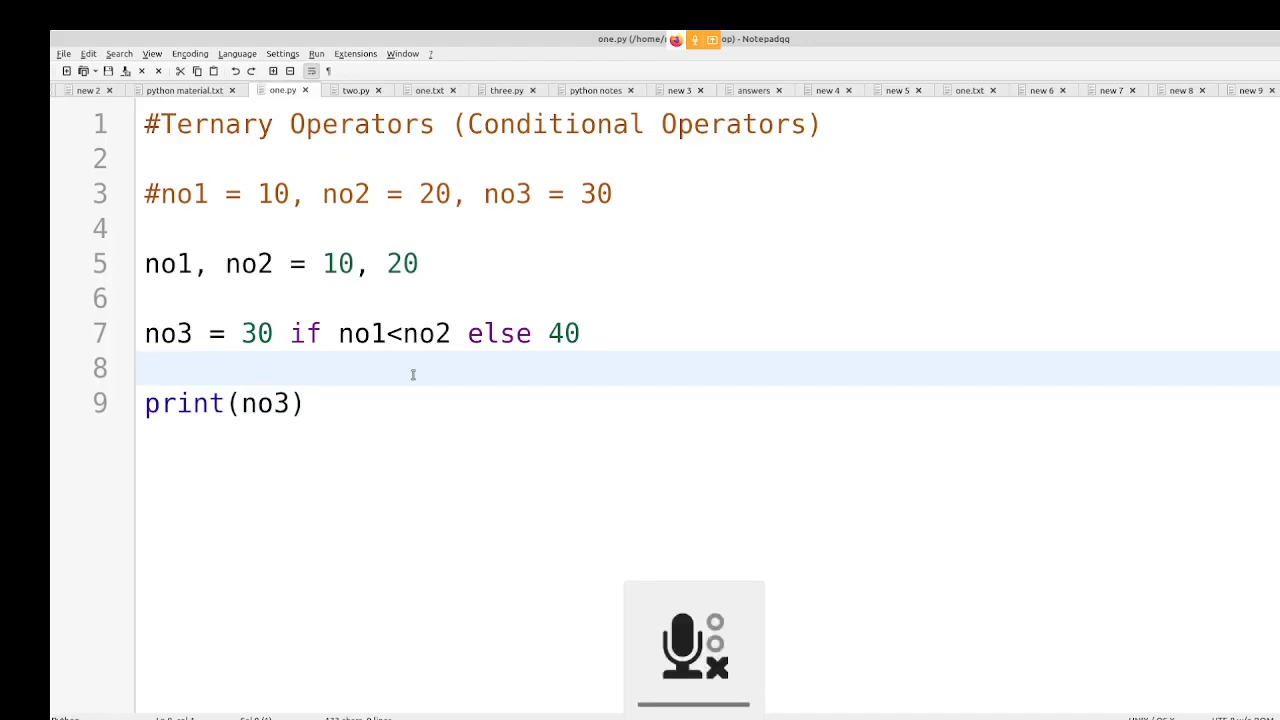 one.py (/home/ op) - Notepadqq
File Edit Search View Encoding Language Settings Run Extensions Window ?
new 2 python material.txt one.py two.py one.txt three.py python notes new 3 answers new 4 new 5 one.txt new 6 new 7 new 8 new 9
1 #Ternary Operators (Conditional Operators)
2
3 #no1 = 10, no2 = 20, no3 = 30
4
5 no1, no2 = 10, 20
6
7 no3 = 30 if no1<no2 else 40
8
9 print(no3)